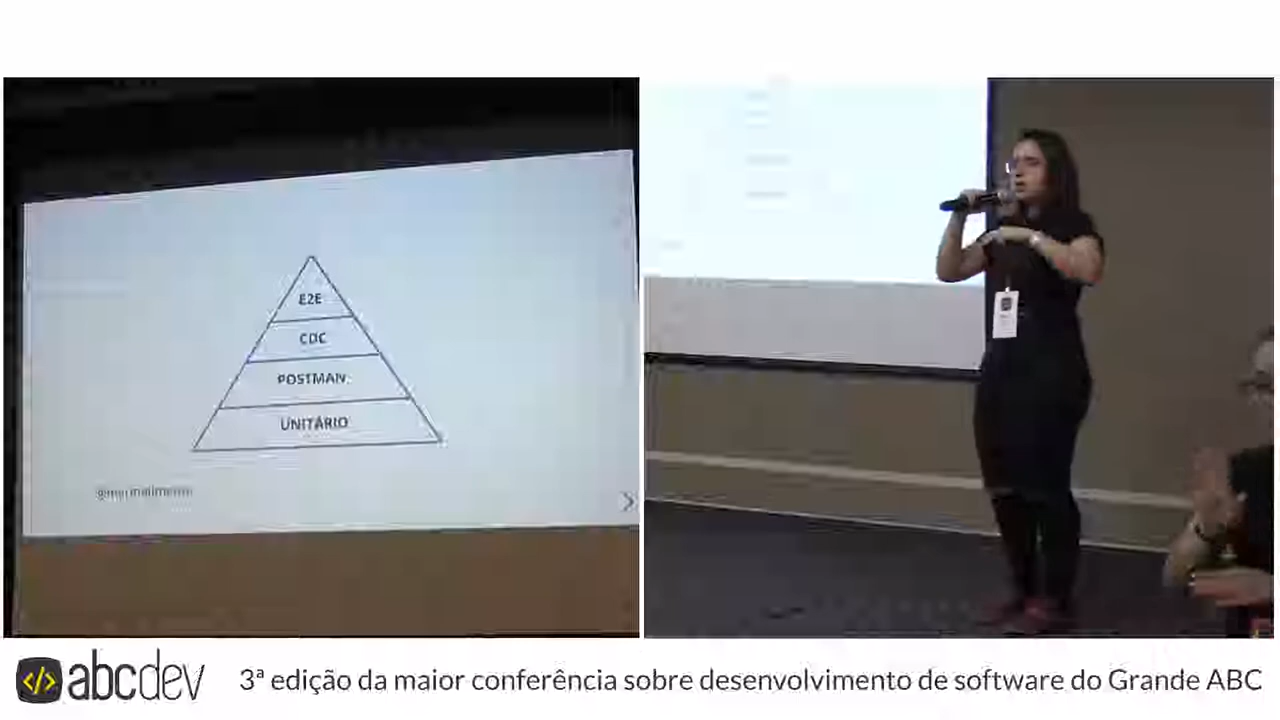 E2E
CDC
POSTMAN
UNITÁRIO
</> abcdev
3ª edição da maior conferência sobre desenvolvimento de software do Grande ABC